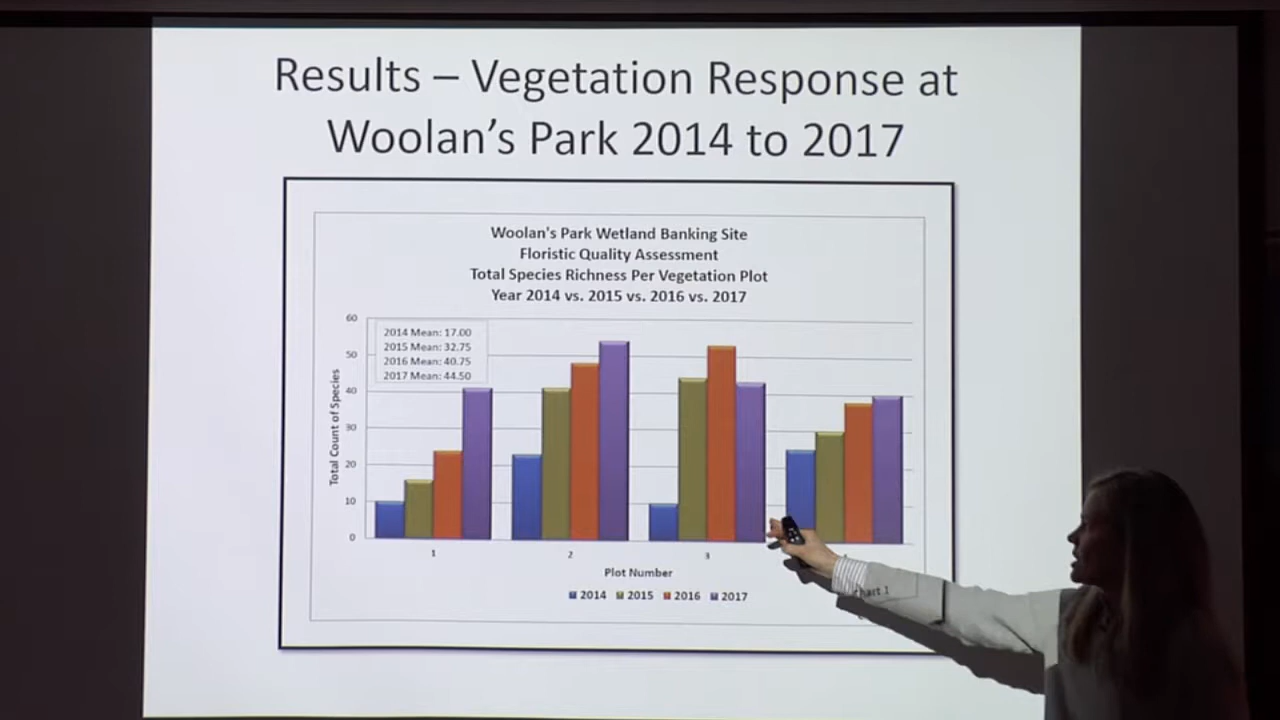 Results – Vegetation Response at
Woolan's Park 2014 to 2017
Woolan's Park Wetland Banking Site
Floristic Quality Assessment
Total Species Richness Per Vegetation Plot
Year 2014 vs. 2015 vs. 2016 vs. 2017
60
50
40
30
20
10
0
2014 Mean: 17.00
2015 Mean: 32.75
2016 Mean: 40.75
2017 Mean: 44.50
Total Count of Species
1 2 3
Plot Number
2014 2015 2016 2017